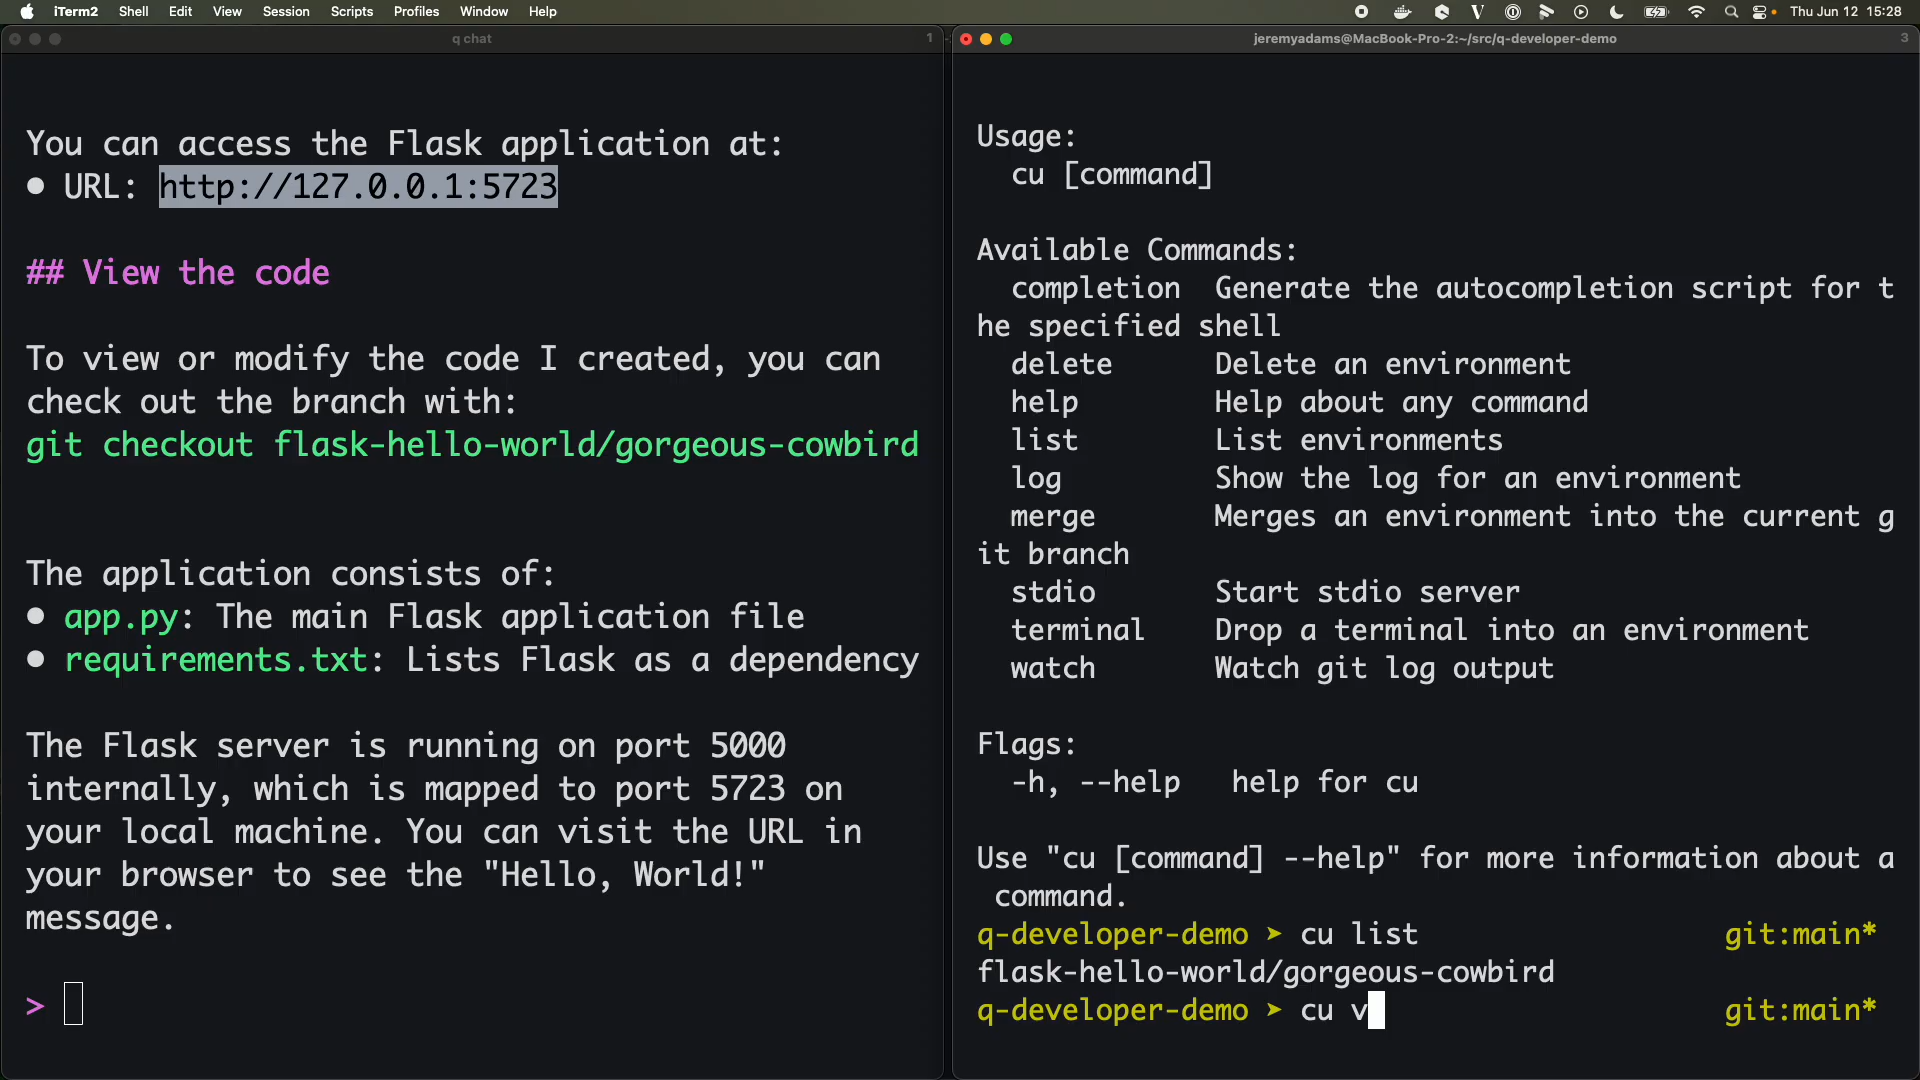 iTerm2 Shell Edit View Session Scripts Profiles Window Help Thu Jun 12 15:28
q chat 1
You can access the Flask application at:
• URL: http://127.0.0.1:5723
## View the code
To view or modify the code I created, you can
check out the branch with:
git checkout flask-hello-world/gorgeous-cowbird
The application consists of:
• app.py: The main Flask application file
• requirements.txt: Lists Flask as a dependency
The Flask server is running on port 5000
internally, which is mapped to port 5723 on
your local machine. You can visit the URL in
your browser to see the "Hello, World!"
message.
>
jeremyadams@MacBook-Pro-2:~/src/q-developer-demo 3
Usage:
cu [command]
Available Commands:
completion Generate the autocompletion script for t
he specified shell
delete Delete an environment
help Help about any command
list List environments
log Show the log for an environment
merge Merges an environment into the current g
it branch
stdio Start stdio server
terminal Drop a terminal into an environment
watch Watch git log output
Flags:
-h, --help help for cu
Use "cu [command] --help" for more information about a
command.
q-developer-demo ➤ cu list git:main*
flask-hello-world/gorgeous-cowbird
q-developer-demo ➤ cu v git:main*